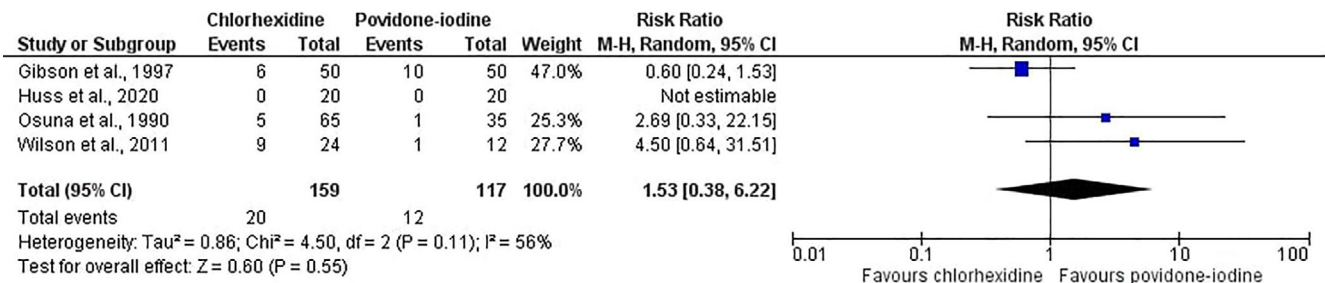 Chlorhexidine Povidone-iodine Risk Ratio Risk Ratio
Study or Subgroup Events Total Events Total Weight M-H, Random, 95% CI M-H, Random, 95% CI
Gibson et al., 1997 6 50 10 50 47.0% 0.60 [0.24, 1.53]
Huss et al., 2020 0 20 0 20 Not estimable
Osuna et al., 1990 5 65 1 35 25.3% 2.69 [0.33, 22.15]
Wilson et al., 2011 9 24 1 12 27.7% 4.50 [0.64, 31.51]
Total (95% CI) 159 117 100.0% 1.53 [0.38, 6.22]
Total events 20 12
Heterogeneity: Tau² = 0.86; Chi² = 4.50, df = 2 (P = 0.11); I² = 56%
Test for overall effect: Z = 0.60 (P = 0.55)
0.01 0.1 1 10 100
Favours chlorhexidine Favours povidone-iodine